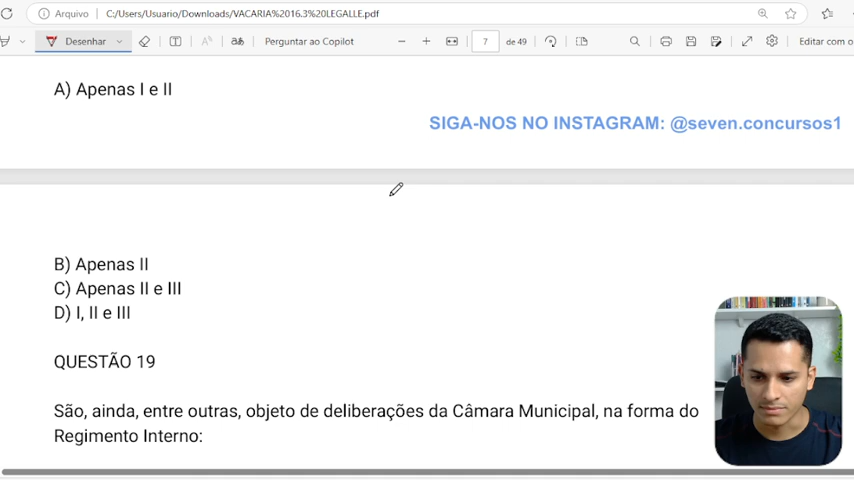 Arquivo
C:/Users/Usuario/Downloads/VACARIA%2016.3%20LEGALLE.pdf
Desenhar
Perguntar ao Copilot
7
de 49
Editar com o
A) Apenas I e II
SIGA-NOS NO INSTAGRAM: @seven.concursos1
B) Apenas II
C) Apenas II e III
D) I, II e III
QUESTÃO 19
São, ainda, entre outras, objeto de deliberações da Câmara Municipal, na forma do
Regimento Interno: